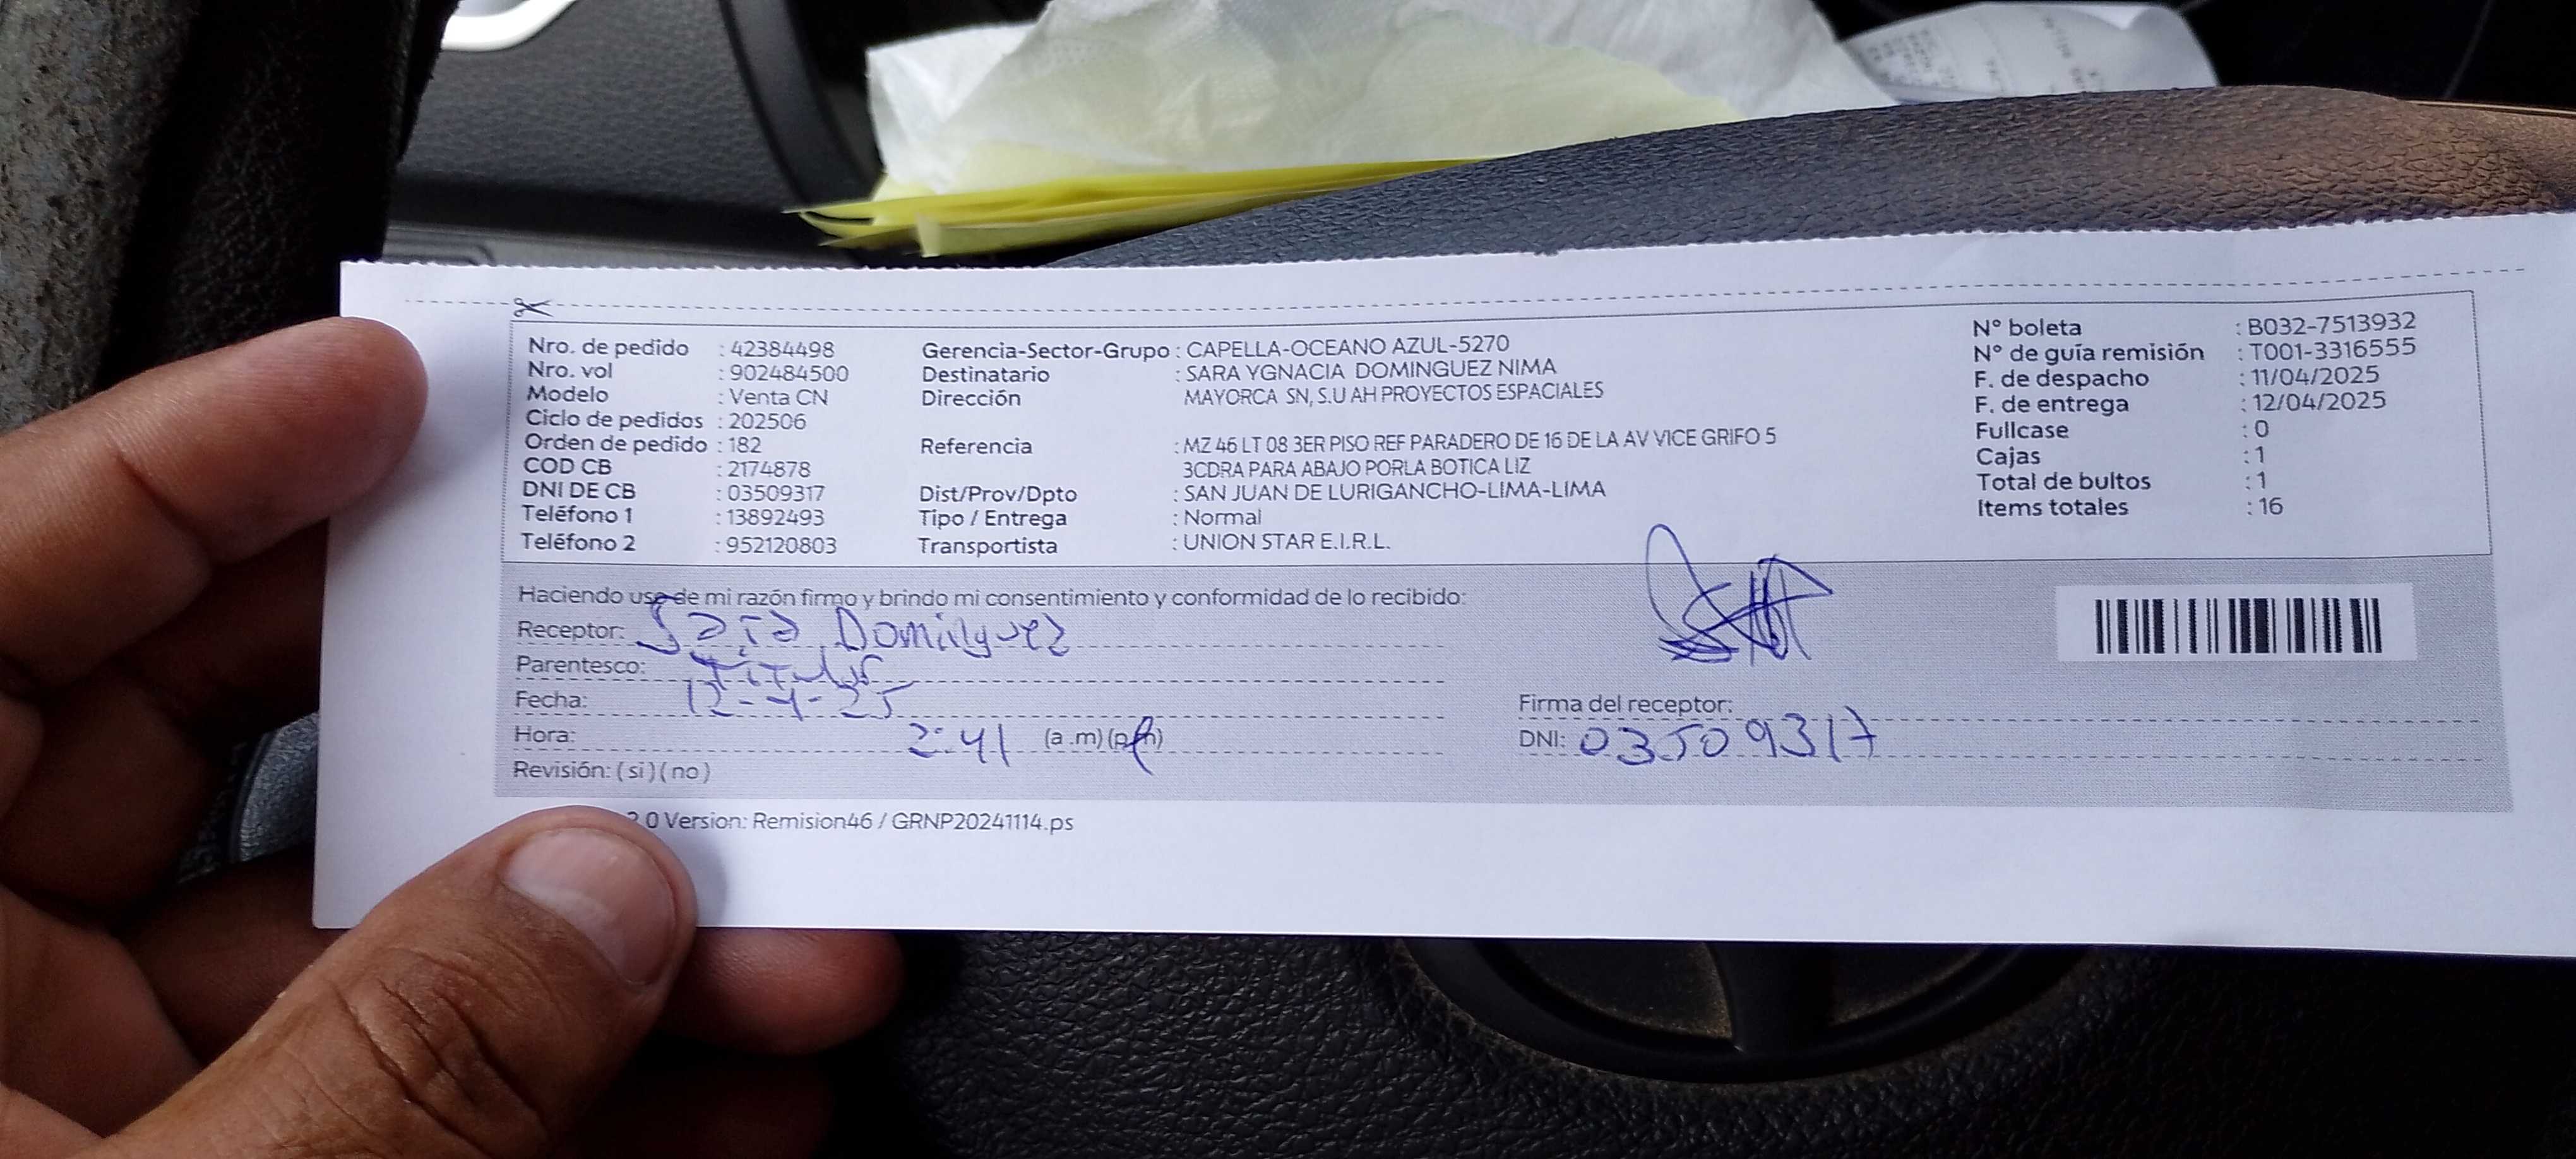 Nro. de pedido : 42384498
Nro. vol : 902484500
Modelo : Venta CN
Ciclo de pedidos : 202506
Orden de pedido : 182
COD CB : 2174878
DNI DE CB : 03509317
Teléfono 1 : 13892493
Teléfono 2 : 952120803
Gerencia-Sector-Grupo : CAPELLA-OCEANO AZUL-5270
Destinatario : SARA YGNACIA DOMINGUEZ NIMA
Dirección MAYORCA SN, S.U AH PROYECTOS ESPACIALES
Referencia : MZ 46 LT 08 3ER PISO REF PARADERO DE 16 DE LA AV VICE GRIFO 5
3CDRA PARA ABAJO PORLA BOTICA LIZ
Dist/Prov/Dpto : SAN JUAN DE LURIGANCHO-LIMA-LIMA
Tipo / Entrega : Normal
Transportista : UNION STAR E.I.R.L.
N° boleta : B032-7513932
N° de guía remisión : T001-3316555
F. de despacho : 11/04/2025
F. de entrega : 12/04/2025
Fullcase : 0
Cajas : 1
Total de bultos : 1
Items totales : 16
Haciendo uso de mi razón firmo y brindo mi consentimiento y conformidad de lo recibido:
Receptor: Sara Dominguez
Parentesco: Titular
Fecha: 12-4-25
Hora: 2:41 (a .m) (p.m)
Revisión: (si) (no)
Firma del receptor:
DNI: 03509317
0 Version: Remision46 / GRNP20241114.ps